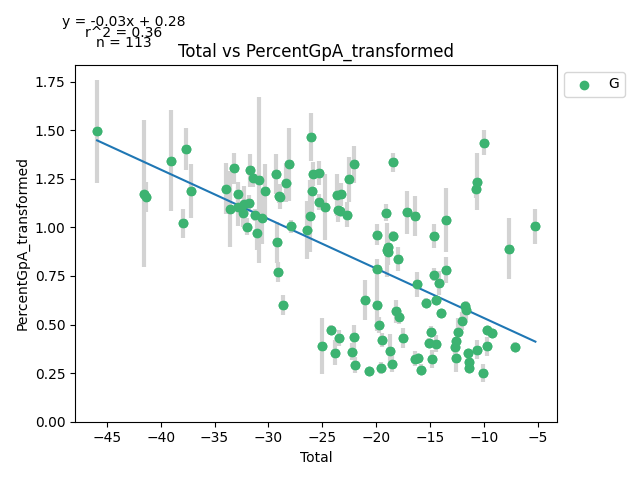 y = -0.03x + 0.28
r^2 = 0.36
n = 113
Total vs PercentGpA_transformed
G
PercentGpA_transformed
1.75
1.50
1.25
1.00
0.75
0.50
0.25
0.00
−45 −40 −35 −30 −25 −20 −15 −10 −5
Total